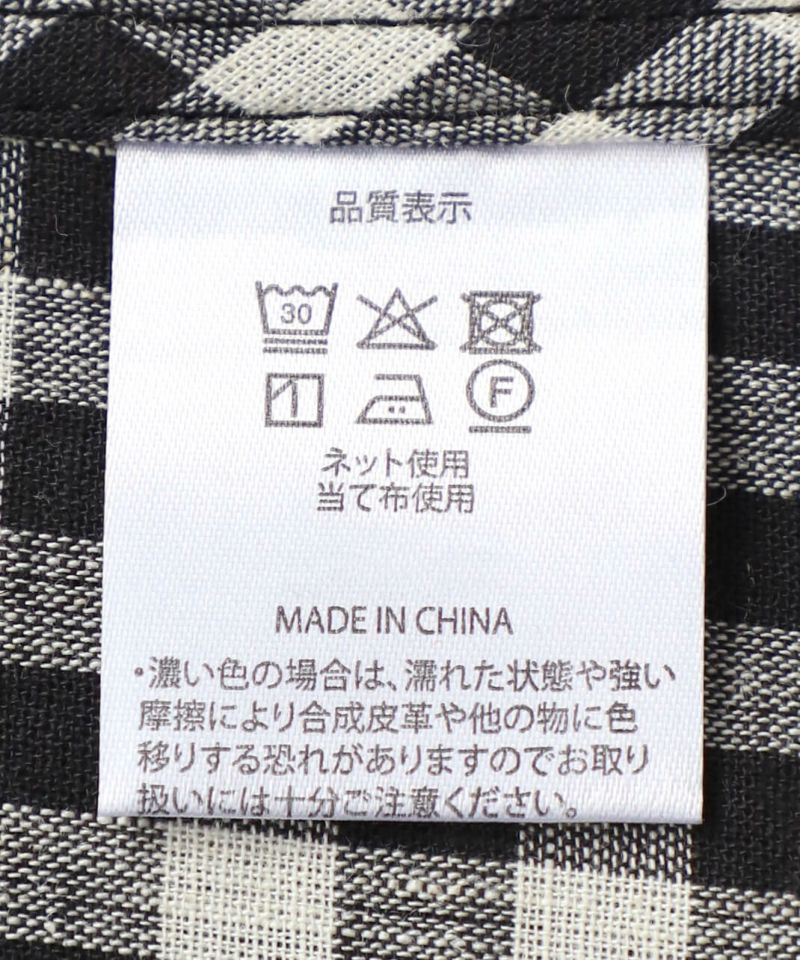 品質表示
30
F
ネット使用
当て布使用
MADE IN CHINA
・濃い色の場合は、濡れた状態や強い
摩擦により合成皮革や他の物に色
移りする恐れがありますのでお取り
扱いには十分ご注意ください。